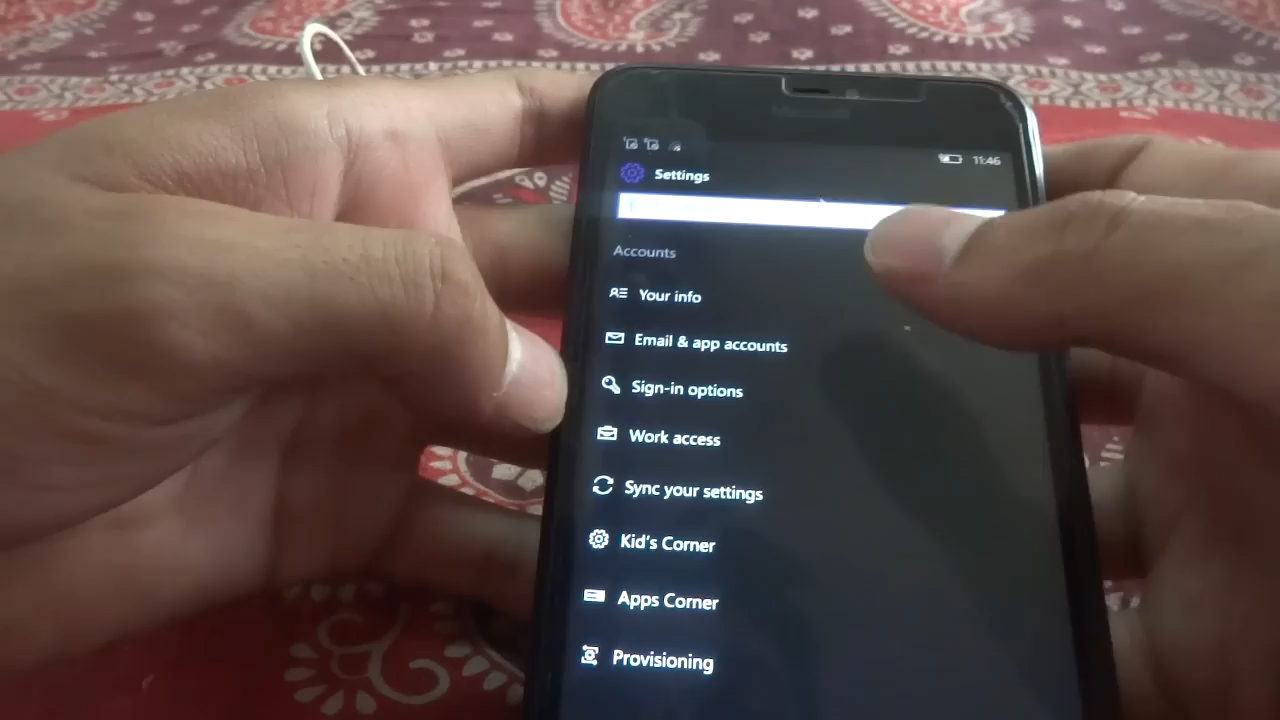 11:46
Settings
Accounts
Your info
Email & app accounts
Sign-in options
Work access
Sync your settings
Kid's Corner
Apps Corner
Provisioning